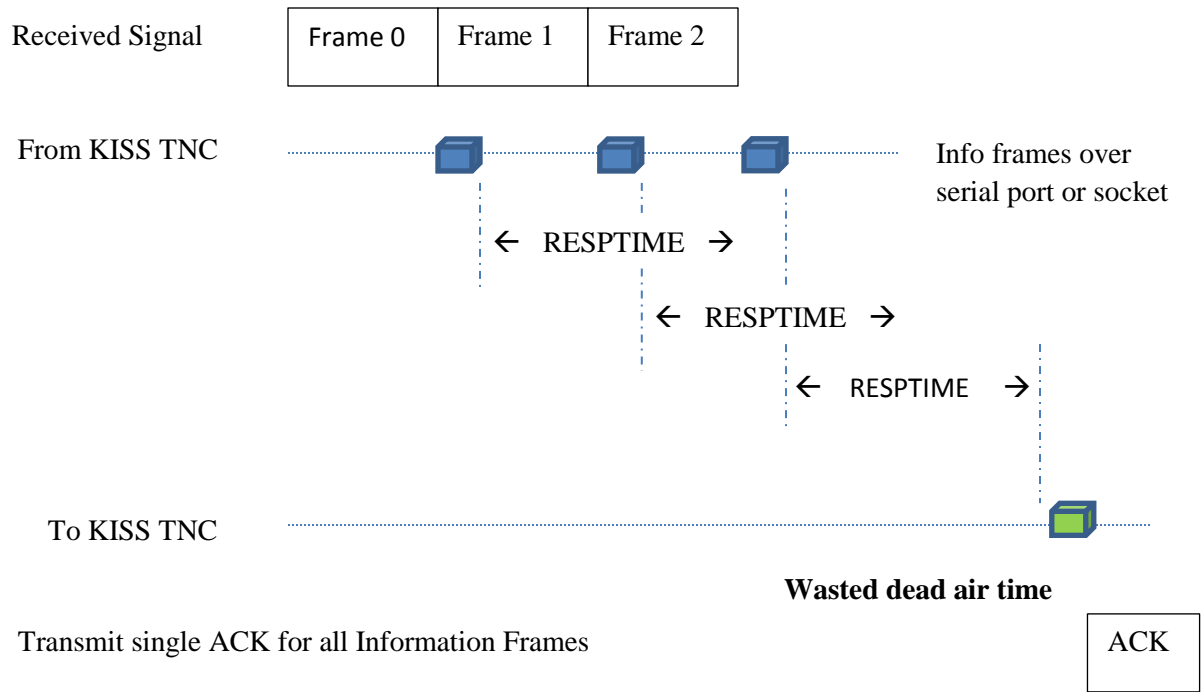 Received Signal
Frame 0
Frame 1
Frame 2
From KISS TNC
Info frames over
serial port or socket
← RESPTIME →
← RESPTIME →
← RESPTIME →
To KISS TNC
Wasted dead air time
Transmit single ACK for all Information Frames
ACK